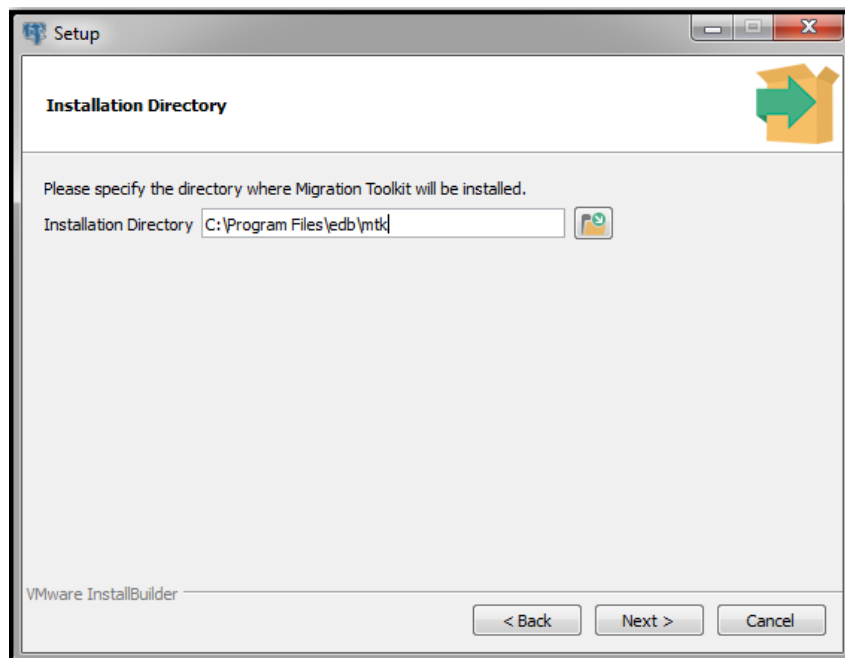 Setup
Installation Directory
Please specify the directory where Migration Toolkit will be installed.
Installation Directory C:\Program Files\edb\mtk
VMware InstallBuilder
< Back Next > Cancel